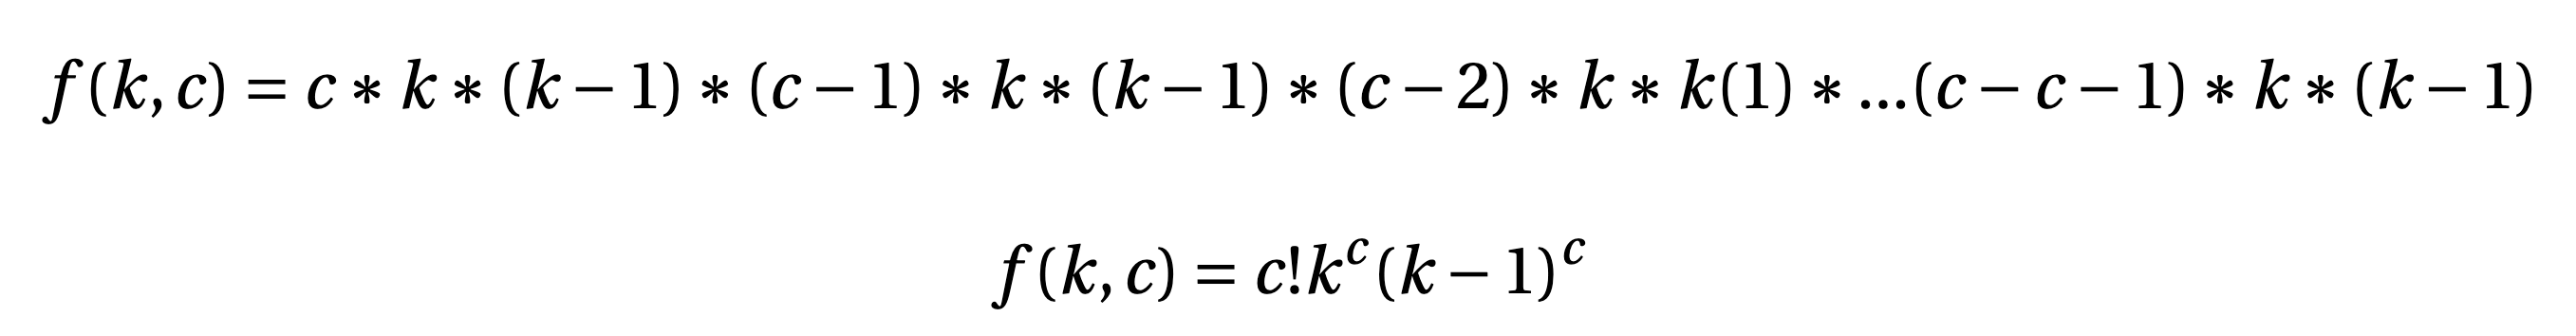 f(k, c) = c * k * (k − 1) * (c − 1) * k * (k − 1) * (c − 2) * k * k(1) * ...(c − c − 1) * k * (k − 1)
f(k, c) = c!k^c(k − 1)^c